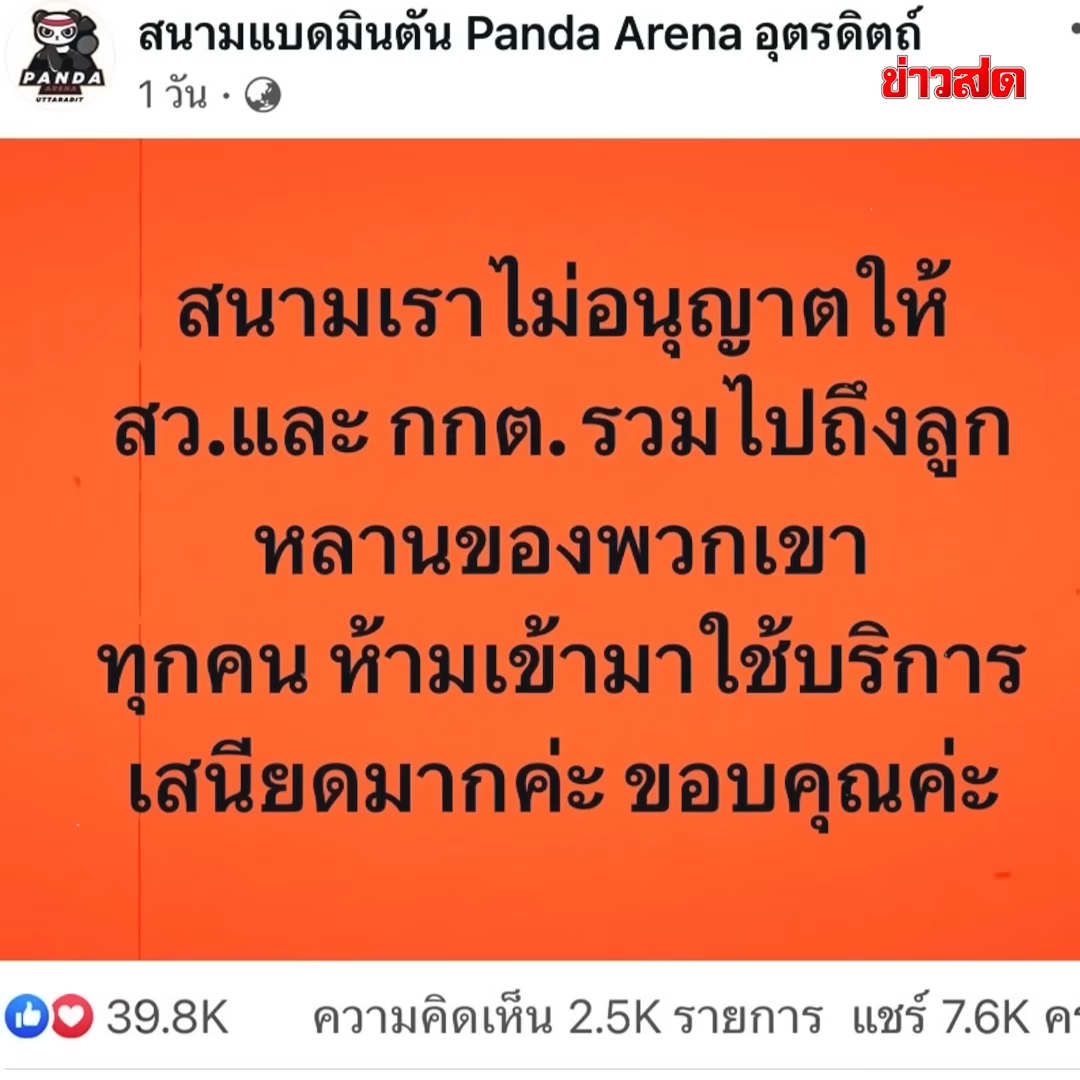 สนามแบดมินตัน Panda Arena อุตรดิตถ์
PANDA
ARENA
UTTARADIT
1 วัน ·
ข่าวสด
สนามเราไม่อนุญาตให้
สว.และ กกต. รวมไปถึงลูก
หลานของพวกเขา
ทุกคน ห้ามเข้ามาใช้บริการ
เสนียดมากค่ะ ขอบคุณค่ะ
39.8K ความคิดเห็น 2.5K รายการ แชร์ 7.6K